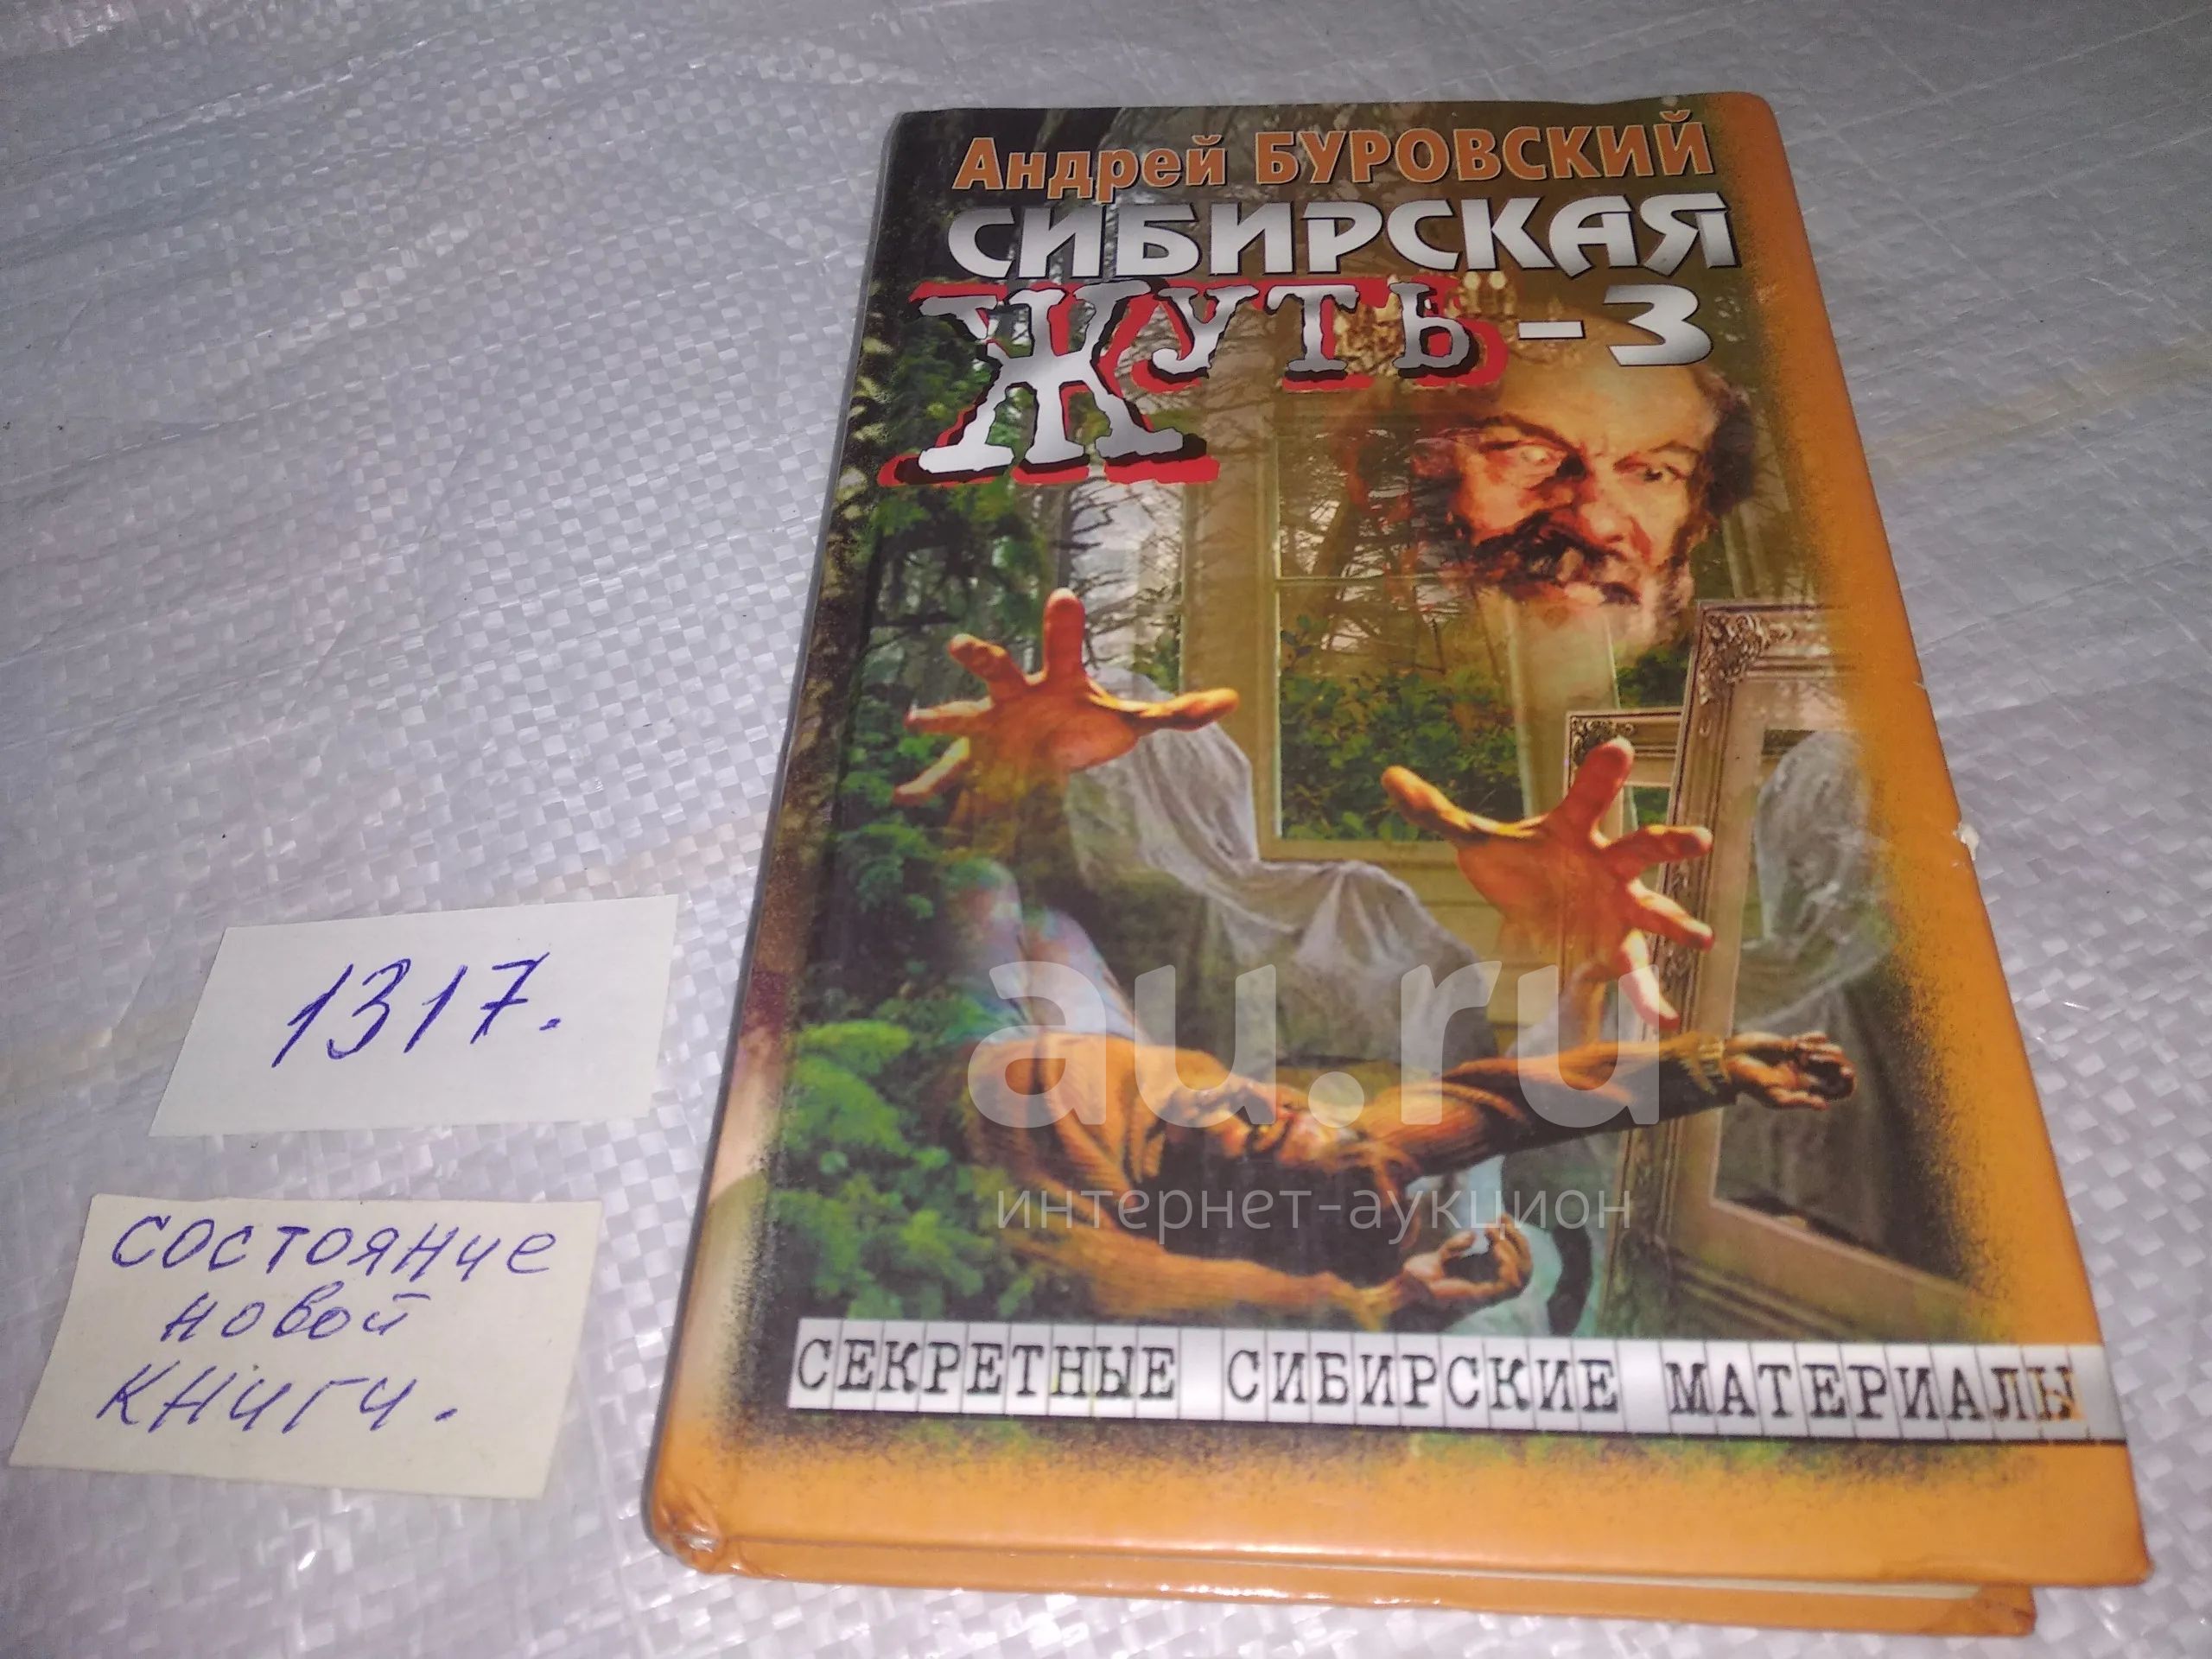 Андрей БУРОВСКИЙ
СИБИРСКАЯ
ЖУТЬ-3
1317.
состояние
новой
книги.
au.ru
интернет-аукцион
СЕКРЕТНЫЕ СИБИРСКИЕ МАТЕРИАЛЫ